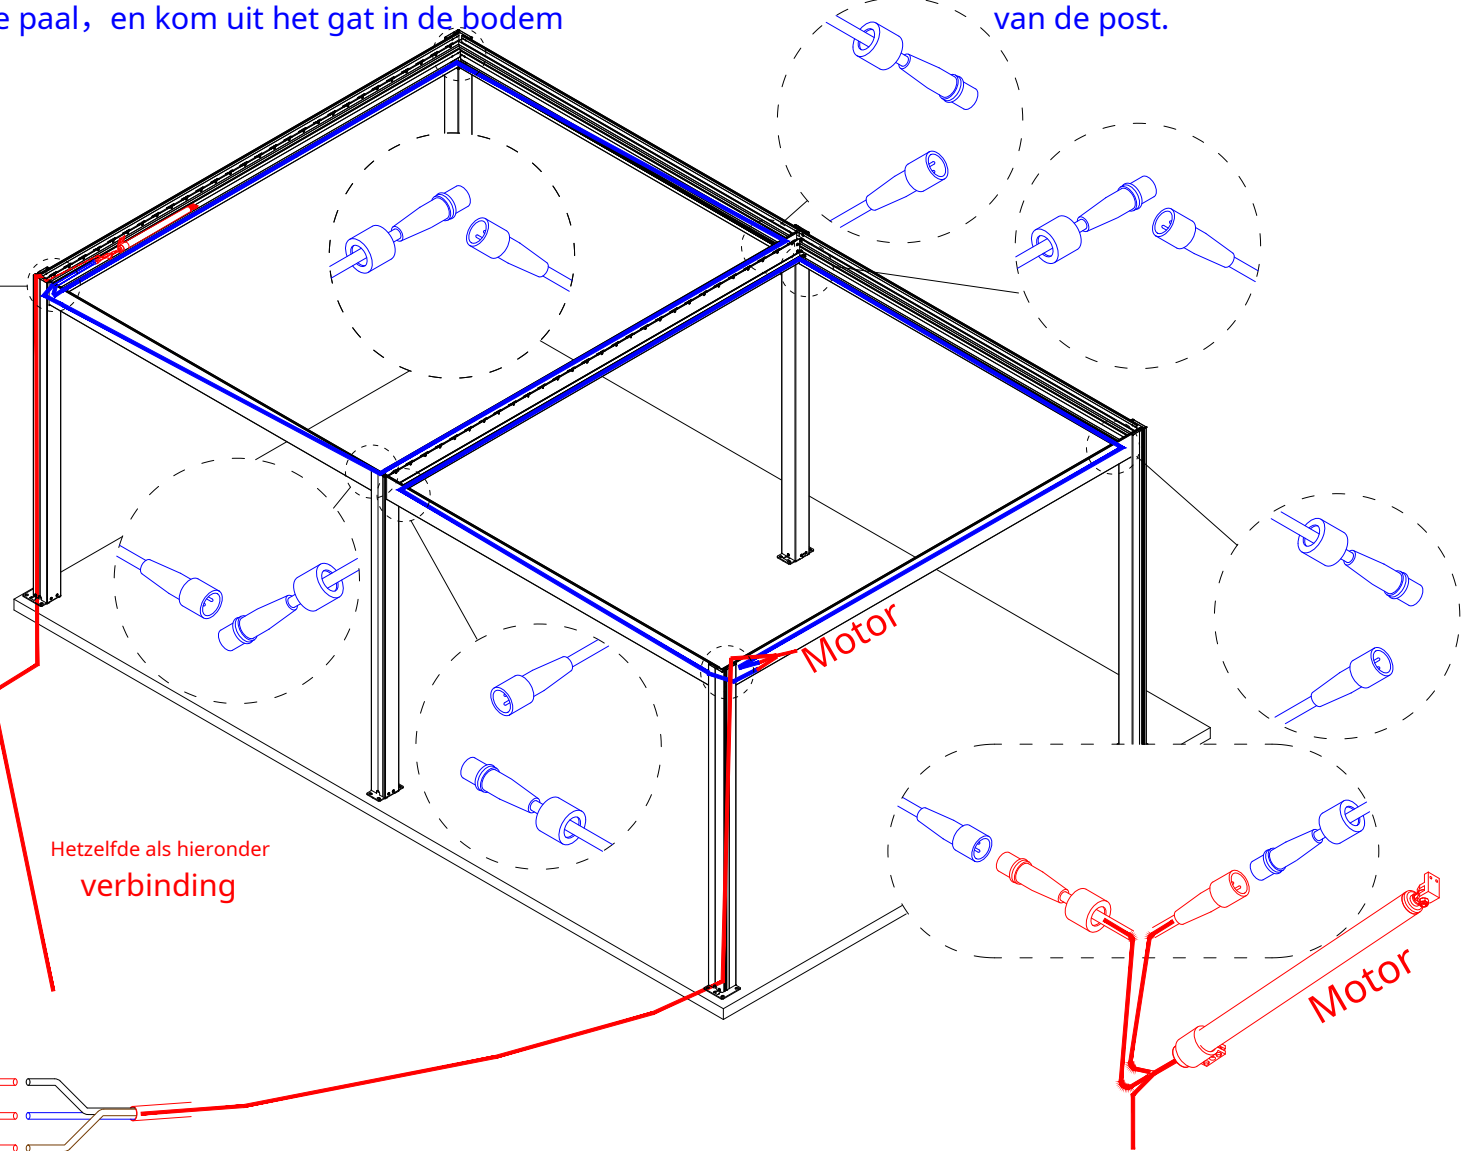 e paal，en kom uit het gat in de bodem van de post.
Motor
Hetzelfde als hieronder
verbinding
Motor